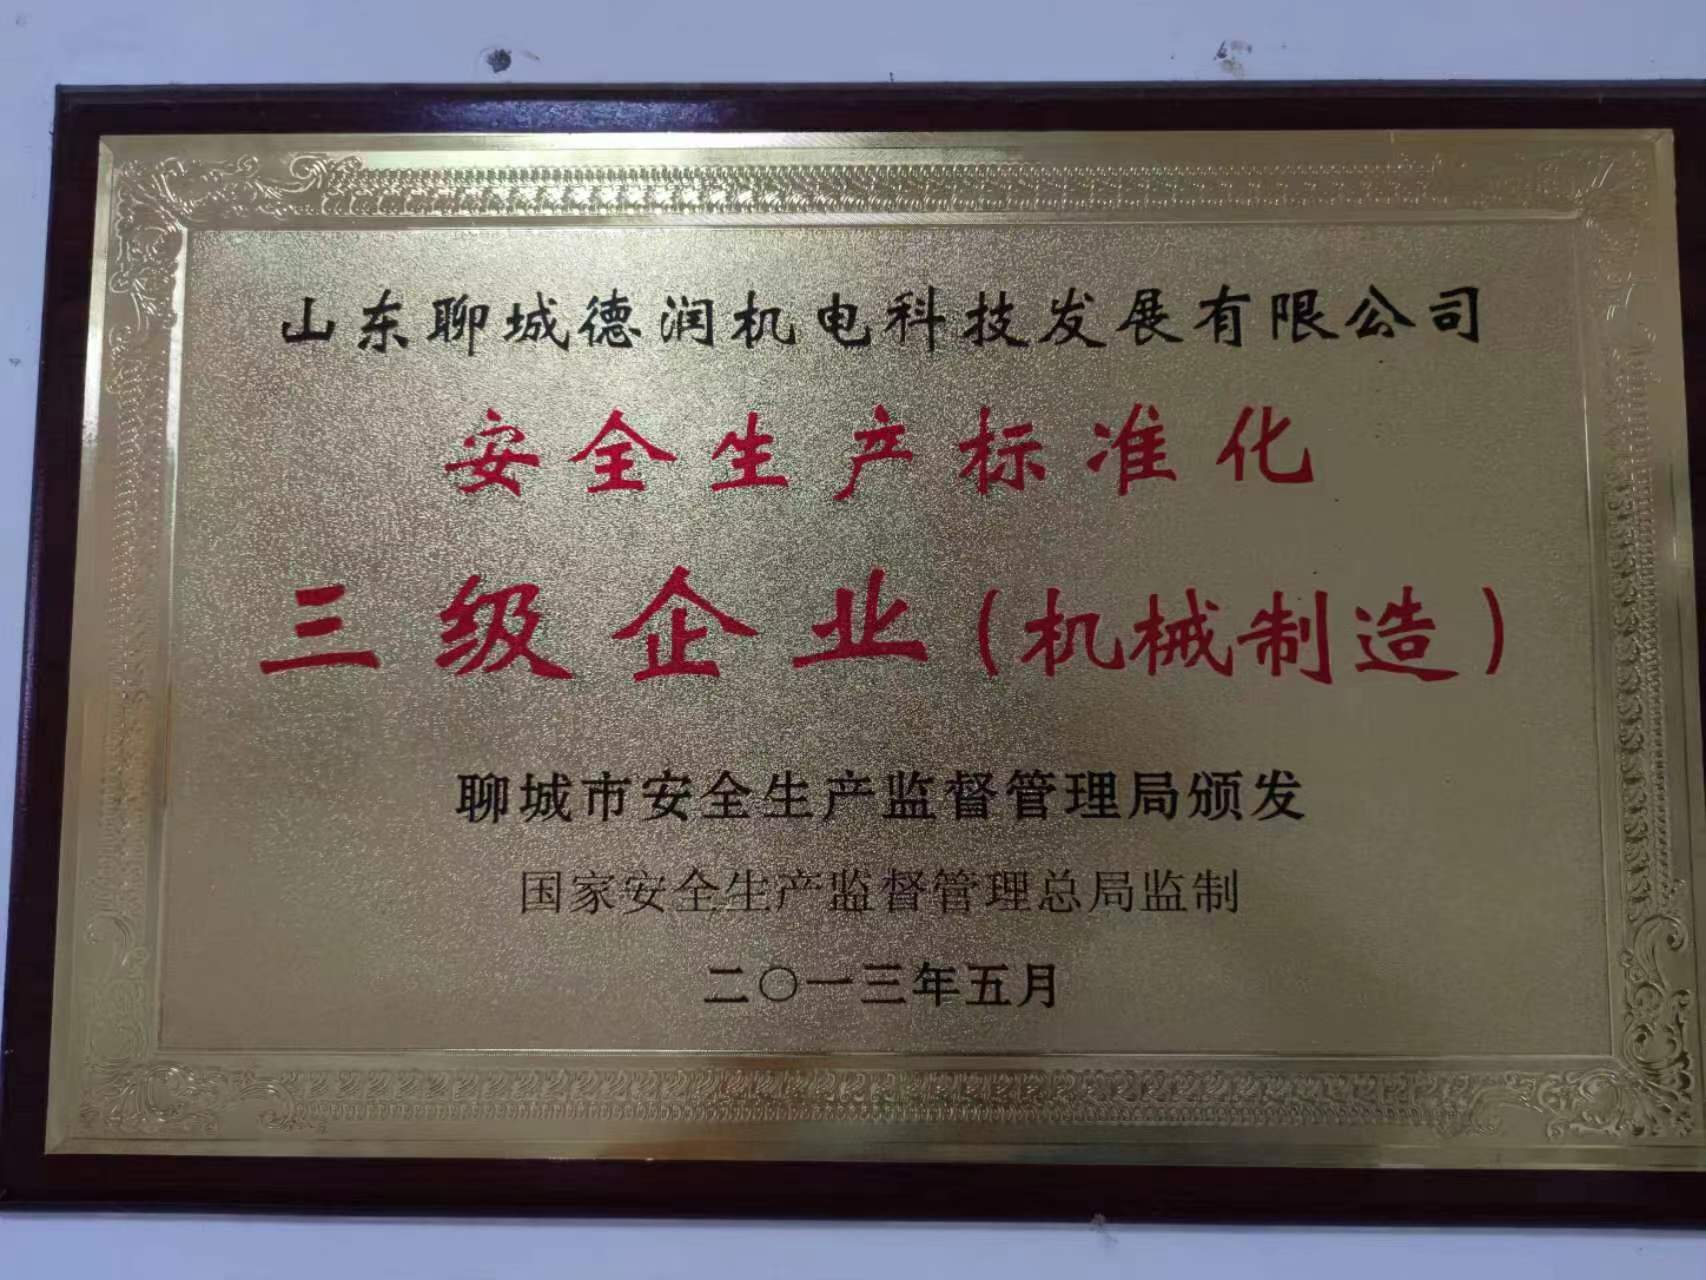 山东聊城德润机电科技发展有限公司
安全生产标准化
三级企业（机械制造）
聊城市安全生产监督管理局颁发
国家安全生产监督管理总局监制
二〇一三年五月